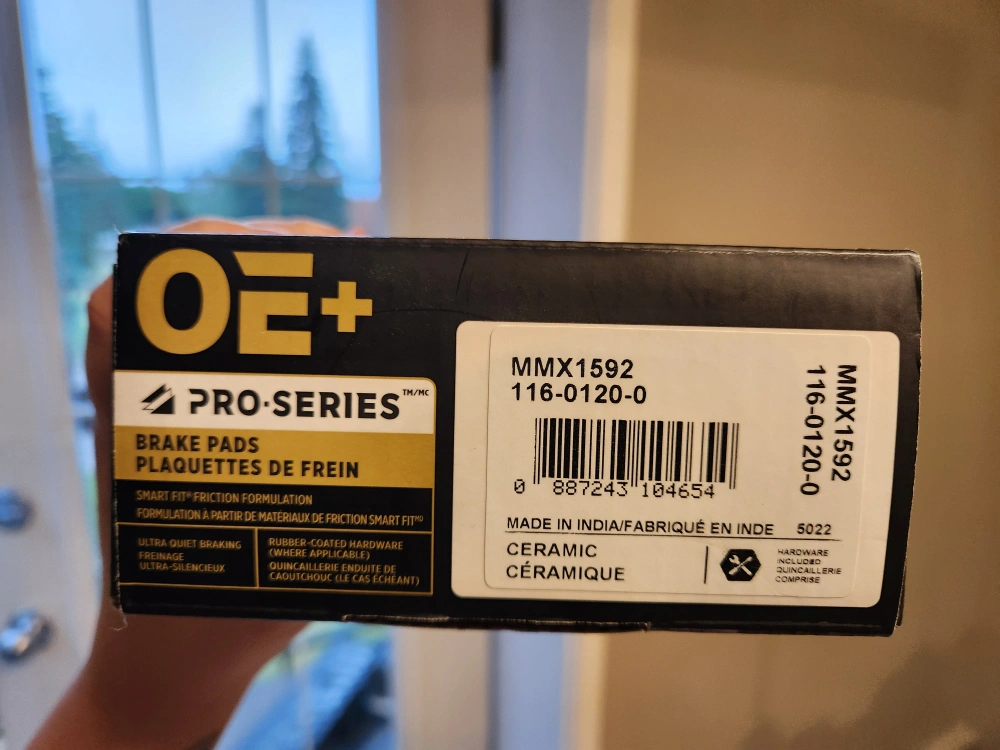 OE+
PRO·SERIES TM/MC
BRAKE PADS
PLAQUETTES DE FREIN
SMART FIT® FRICTION FORMULATION
FORMULATION À PARTIR DE MATÉRIAUX DE FRICTION SMART FIT MD
ULTRA QUIET BRAKING
FREINAGE
ULTRA-SILENCIEUX
RUBBER-COATED HARDWARE
(WHERE APPLICABLE)
QUINCAILLERIE ENDUITE DE
CAOUTCHOUC (LE CAS ÉCHÉANT)
MMX1592
116-0120-0
0 887243 104654
MADE IN INDIA/FABRIQUÉ EN INDE 5022
CERAMIC
CÉRAMIQUE
HARDWARE
INCLUDED
QUINCAILLERIE
COMPRISE
MMX1592
116-0120-0